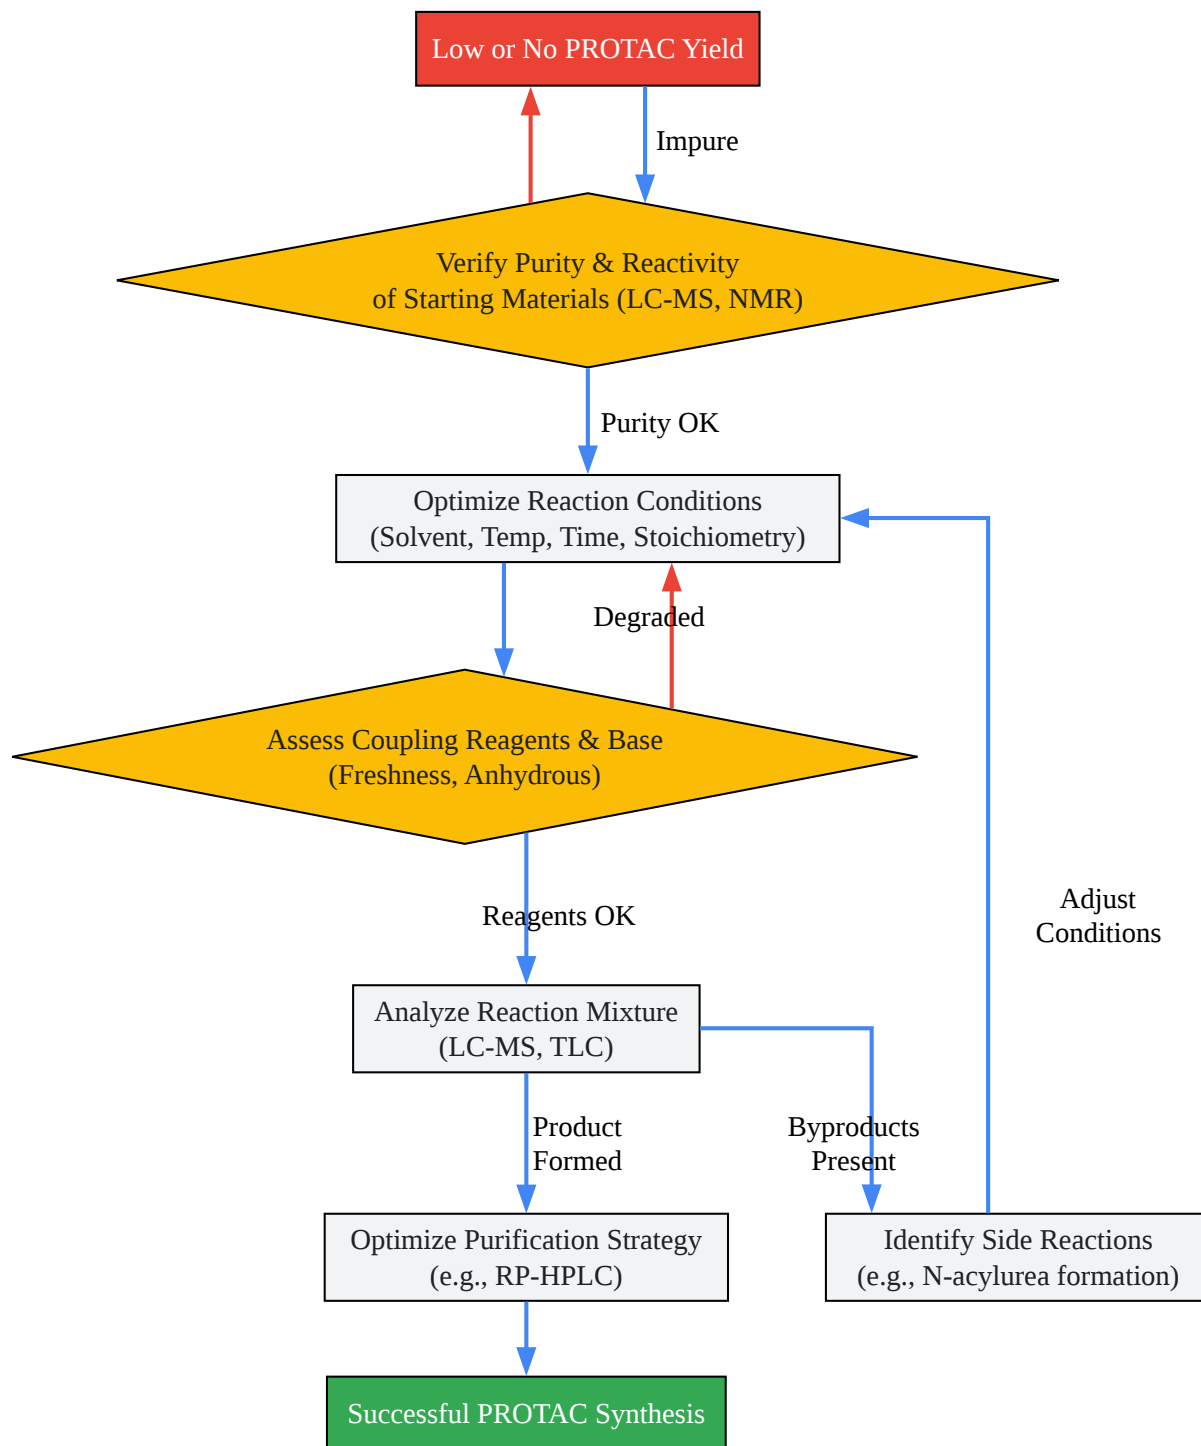 Low or No PROTAC Yield
Impure
Verify Purity & Reactivity
of Starting Materials (LC-MS, NMR)
Purity OK
Optimize Reaction Conditions
(Solvent, Temp, Time, Stoichiometry)
Degraded
Assess Coupling Reagents & Base
(Freshness, Anhydrous)
Reagents OK
Adjust
Conditions
Analyze Reaction Mixture
(LC-MS, TLC)
Product
Formed
Byproducts
Present
Optimize Purification Strategy
(e.g., RP-HPLC)
Identify Side Reactions
(e.g., N-acylurea formation)
Successful PROTAC Synthesis